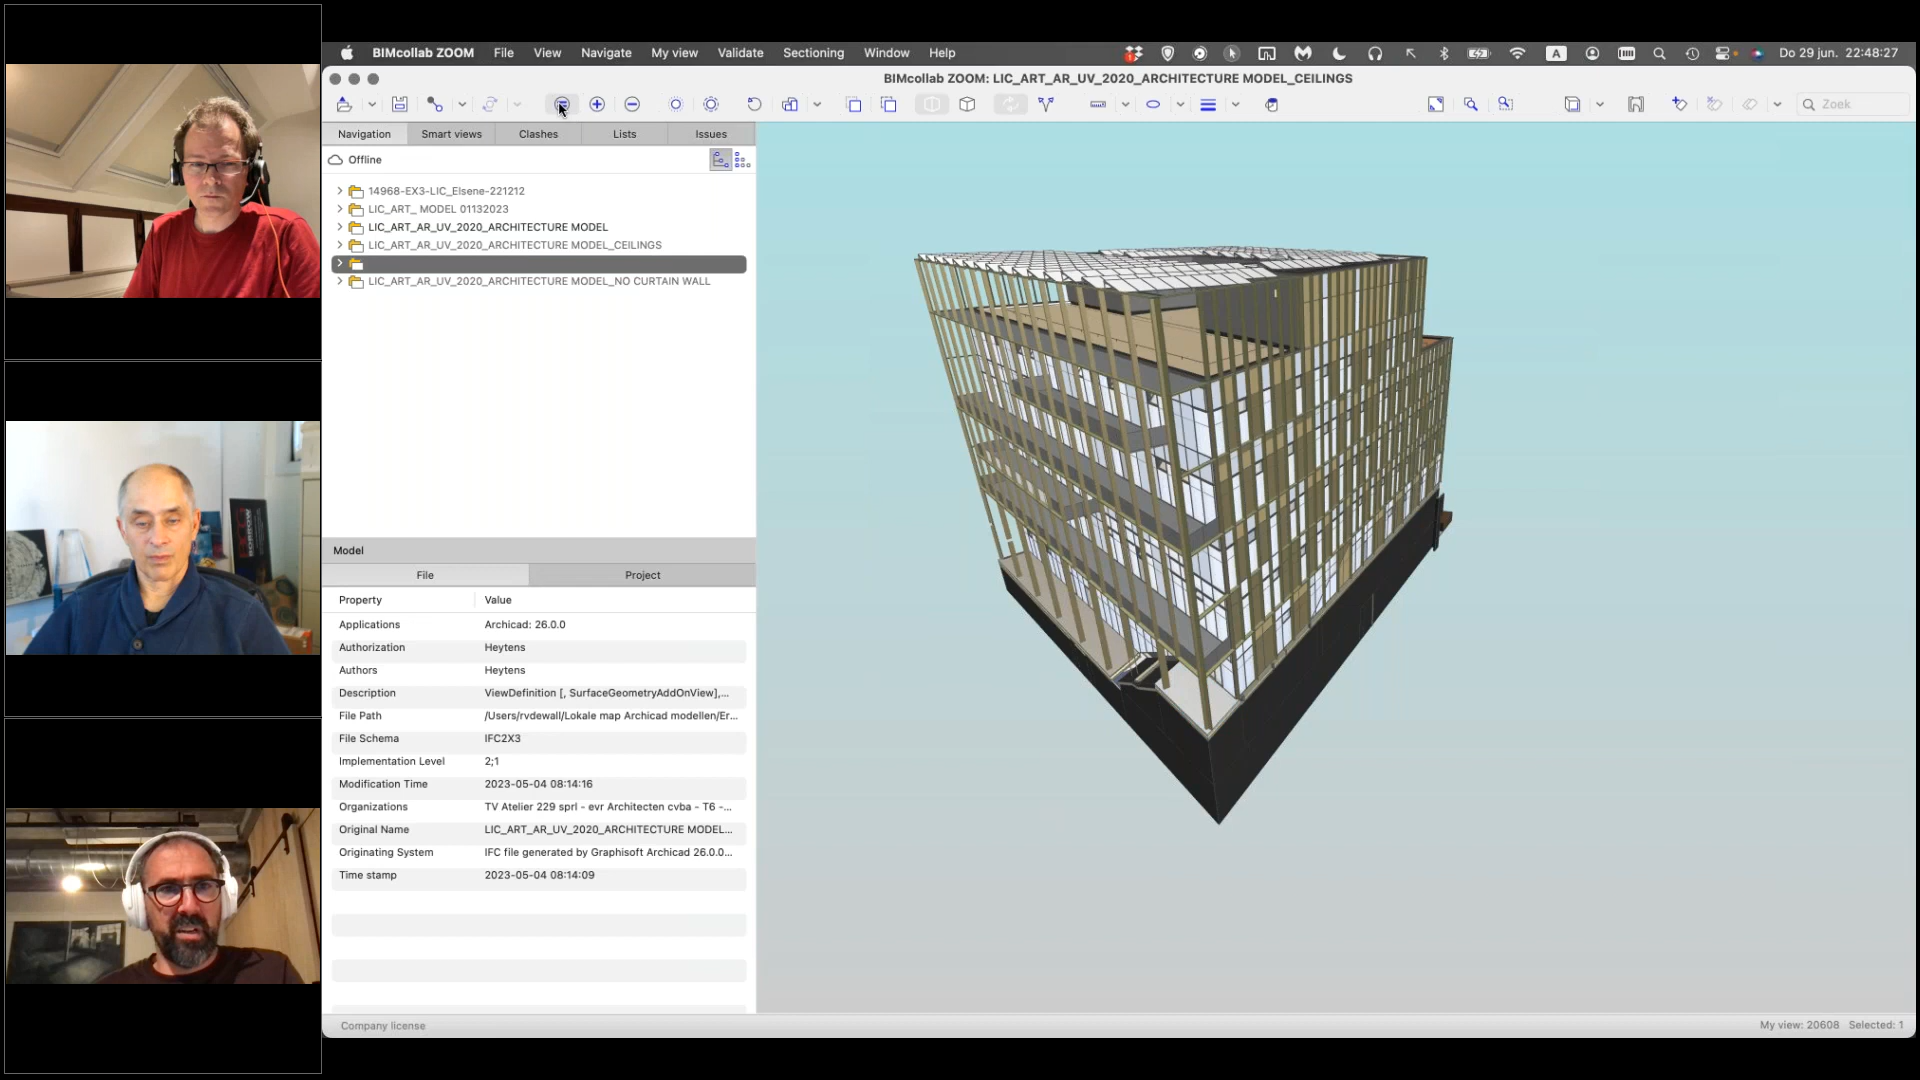 BIMcollab ZOOM File View Navigate My view Validate Sectioning Window Help
A Do 29 jun. 22:48:27
BIMcollab ZOOM: LIC_ART_AR_UV_2020_ARCHITECTURE MODEL_CEILINGS
Zoek
Navigation Smart views Clashes Lists Issues
Offline
14968-EX3-LIC_Elsene-221212
LIC_ART_ MODEL 01132023
LIC_ART_AR_UV_2020_ARCHITECTURE MODEL
LIC_ART_AR_UV_2020_ARCHITECTURE MODEL_CEILINGS
LIC_ART_AR_UV_2020_ARCHITECTURE MODEL_NO CURTAIN WALL
Model
File Project
Property Value
Applications Archicad: 26.0.0
Authorization Heytens
Authors Heytens
Description ViewDefinition [, SurfaceGeometryAddOnView],...
File Path /Users/rvdewall/Lokale map Archicad modellen/Er...
File Schema IFC2X3
Implementation Level 2;1
Modification Time 2023-05-04 08:14:16
Organizations TV Atelier 229 sprl - evr Architecten cvba - T6 -...
Original Name LIC_ART_AR_UV_2020_ARCHITECTURE MODEL...
Originating System IFC file generated by Graphisoft Archicad 26.0.0...
Time stamp 2023-05-04 08:14:09
Company license
My view: 20608 Selected: 1